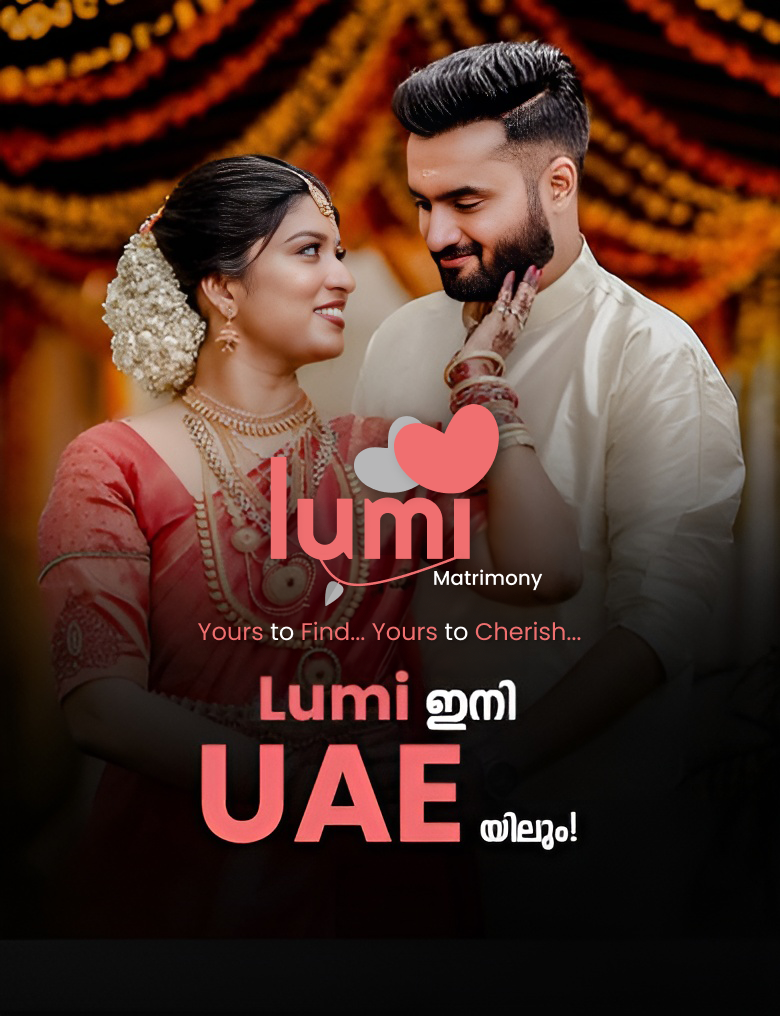 lumi
Matrimony
Yours to Find... Yours to Cherish...
Lumi ഇനി
UAE യിലും!